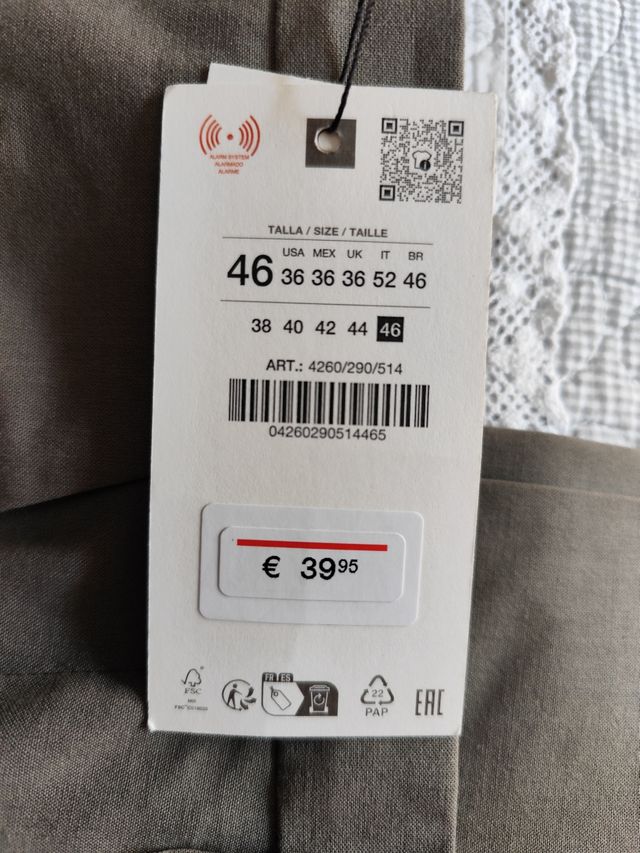 ALARM SYSTEM
ALARMADO
ALARME
TALLA / SIZE / TAILLE
USA MEX UK IT BR
46 36 36 36 52 46
38 40 42 44 46
ART.: 4260/290/514
04260290514465
€ 39 95
FR ES
FSC
MIX
22
PAP
EAC